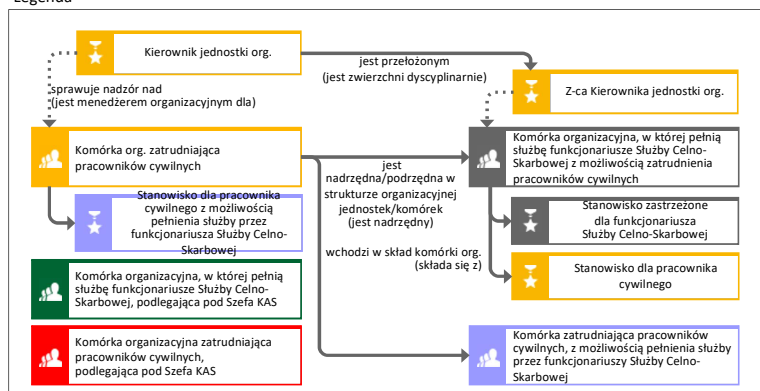 Legenda
Kierownik jednostki org.
jest przełożonym
(jest zwierzchni dyscyplinarnie)
sprawuje nadzór nad
(jest menedżerem organizacyjnym dla)
Z-ca Kierownika jednostki org.
Komórka org. zatrudniająca
pracowników cywilnych
jest
nadrzędna/podrzędna w
strukturze organizacyjnej
jednostek/komórek
(jest nadrzędny)
Komórka organizacyjna, w której pełnią
służbę funkcjonariusze Służby Celno-
Skarbowej z możliwością zatrudnienia
pracowników cywilnych
Stanowisko dla pracownika
cywilnego z możliwością
pełnienia służby przez
funkcjonariusza Służby Celno-
Skarbowej
Stanowisko zastrzeżone
dla funkcjonariusza
Służby Celno-Skarbowej
wchodzi w skład komórki org.
(składa się z)
Stanowisko dla pracownika
cywilnego
Komórka organizacyjna, w której pełnią
służbę funkcjonariusze Służby Celno-
Skarbowej, podlegająca pod Szefa KAS
Komórka organizacyjna zatrudniająca
pracowników cywilnych,
podlegająca pod Szefa KAS
Komórka zatrudniająca pracowników
cywilnych, z możliwością pełnienia służby
przez funkcjonariuszy Służby Celno-
Skarbowej